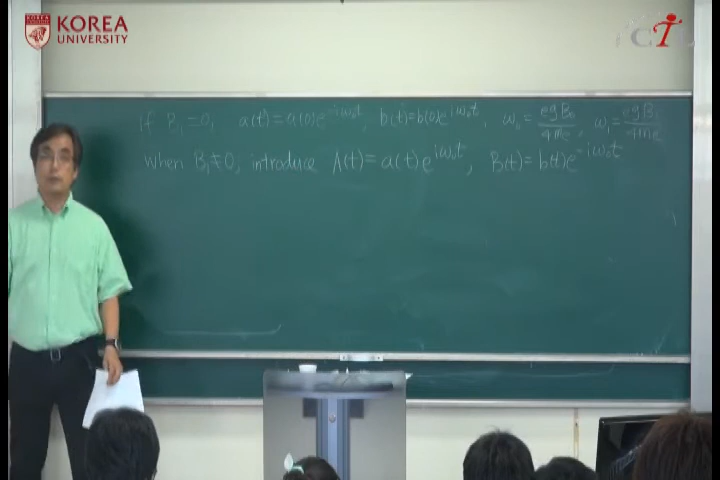 KOREA
UNIVERSITY
if B₁=0, a(t)=a(0)e^{-iω₀t}, b(t)=b(0)e^{iω₀t}, ω₀=egB₀/4mc, ω₁=egB₁/4mc
when B₁≠0, introduce A(t)=a(t)e^{iω₀t}, B(t)=b(t)e^{-iω₀t}